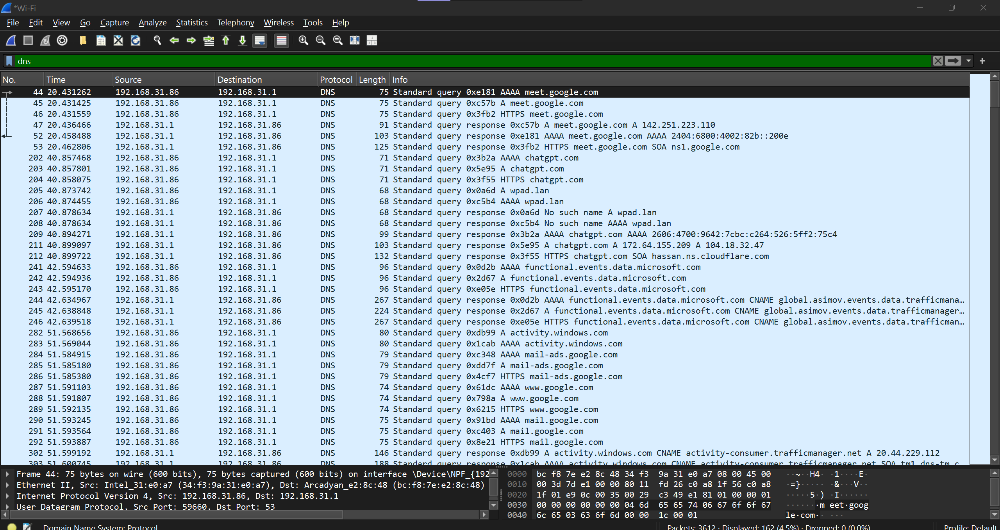 *Wi-Fi
File Edit View Go Capture Analyze Statistics Telephony Wireless Tools Help
dns
No. Time Source Destination Protocol Length Info
44 20.431262 192.168.31.86 192.168.31.1 DNS 75 Standard query 0xe181 AAAA meet.google.com
45 20.431425 192.168.31.86 192.168.31.1 DNS 75 Standard query 0xc57b A meet.google.com
46 20.431559 192.168.31.86 192.168.31.1 DNS 75 Standard query 0x3fb2 HTTPS meet.google.com
47 20.436466 192.168.31.1 192.168.31.86 DNS 91 Standard query response 0xc57b A meet.google.com A 142.251.223.110
52 20.458488 192.168.31.1 192.168.31.86 DNS 103 Standard query response 0xe181 AAAA meet.google.com AAAA 2404:6800:4002:82b::200e
53 20.462806 192.168.31.1 192.168.31.86 DNS 125 Standard query response 0x3fb2 HTTPS meet.google.com SOA ns1.google.com
202 40.857468 192.168.31.86 192.168.31.1 DNS 71 Standard query 0x3b2a AAAA chatgpt.com
203 40.857801 192.168.31.86 192.168.31.1 DNS 71 Standard query 0x5e95 A chatgpt.com
204 40.858075 192.168.31.86 192.168.31.1 DNS 71 Standard query 0x3f55 HTTPS chatgpt.com
205 40.873742 192.168.31.86 192.168.31.1 DNS 68 Standard query 0x0a6d A wpad.lan
206 40.874455 192.168.31.86 192.168.31.1 DNS 68 Standard query 0xc5b4 AAAA wpad.lan
207 40.878634 192.168.31.1 192.168.31.86 DNS 68 Standard query response 0x0a6d No such name A wpad.lan
208 40.878634 192.168.31.1 192.168.31.86 DNS 68 Standard query response 0xc5b4 No such name AAAA wpad.lan
209 40.894271 192.168.31.1 192.168.31.86 DNS 99 Standard query response 0x3b2a AAAA chatgpt.com AAAA 2606:4700:9642:7cbc:c264:526:5ff2:75c4
211 40.899097 192.168.31.1 192.168.31.86 DNS 103 Standard query response 0x5e95 A chatgpt.com A 172.64.155.209 A 104.18.32.47
212 40.899722 192.168.31.1 192.168.31.86 DNS 132 Standard query response 0x3f55 HTTPS chatgpt.com SOA hassan.ns.cloudflare.com
241 42.594633 192.168.31.86 192.168.31.1 DNS 96 Standard query 0x0d2b AAAA functional.events.data.microsoft.com
242 42.594936 192.168.31.86 192.168.31.1 DNS 96 Standard query 0x2d67 A functional.events.data.microsoft.com
243 42.595170 192.168.31.86 192.168.31.1 DNS 96 Standard query 0xe05e HTTPS functional.events.data.microsoft.com
244 42.634967 192.168.31.1 192.168.31.86 DNS 267 Standard query response 0x0d2b AAAA functional.events.data.microsoft.com CNAME global.asimov.events.data.trafficmana…
245 42.638848 192.168.31.1 192.168.31.86 DNS 224 Standard query response 0x2d67 A functional.events.data.microsoft.com CNAME global.asimov.events.data.trafficmanager…
246 42.639518 192.168.31.1 192.168.31.86 DNS 267 Standard query response 0xe05e HTTPS functional.events.data.microsoft.com CNAME global.asimov.events.data.trafficman…
282 51.568656 192.168.31.86 192.168.31.1 DNS 80 Standard query 0xdb99 A activity.windows.com
283 51.569044 192.168.31.86 192.168.31.1 DNS 80 Standard query 0x1cab AAAA activity.windows.com
284 51.584915 192.168.31.86 192.168.31.1 DNS 79 Standard query 0xc348 AAAA mail-ads.google.com
285 51.585180 192.168.31.86 192.168.31.1 DNS 79 Standard query 0xdd7f A mail-ads.google.com
286 51.585380 192.168.31.86 192.168.31.1 DNS 79 Standard query 0x4cf7 HTTPS mail-ads.google.com
287 51.591103 192.168.31.86 192.168.31.1 DNS 74 Standard query 0x61dc AAAA www.google.com
288 51.591807 192.168.31.86 192.168.31.1 DNS 74 Standard query 0x798a A www.google.com
289 51.592135 192.168.31.86 192.168.31.1 DNS 74 Standard query 0x6215 HTTPS www.google.com
290 51.593245 192.168.31.86 192.168.31.1 DNS 75 Standard query 0x91bd AAAA mail.google.com
291 51.593564 192.168.31.86 192.168.31.1 DNS 75 Standard query 0xc403 A mail.google.com
292 51.593887 192.168.31.86 192.168.31.1 DNS 75 Standard query 0x8e21 HTTPS mail.google.com
302 51.599192 192.168.31.1 192.168.31.86 DNS 146 Standard query response 0xdb99 A activity.windows.com CNAME activity-consumer.trafficmanager.net A 20.44.229.112
303 51.600745 192.168.31.1 192.168.31.86 DNS 188 Standard query response 0x1cab AAAA activity.windows.com CNAME activity-consumer.trafficmanager.net SOA tm1.dns-tm.c…
Frame 44: 75 bytes on wire (600 bits), 75 bytes captured (600 bits) on interface \Device\NPF_{192
Ethernet II, Src: Intel_31:e0:a7 (34:f3:9a:31:e0:a7), Dst: Arcadyan_e2:8c:48 (bc:f8:7e:e2:8c:48)
Internet Protocol Version 4, Src: 192.168.31.86, Dst: 192.168.31.1
User Datagram Protocol, Src Port: 59660, Dst Port: 53
0000 bc f8 7e e2 8c 48 34 f3 9a 31 e0 a7 08 00 45 00 ··~··H4· ·1····E·
0010 00 3d 7d e1 00 00 80 11 fd 26 c0 a8 1f 56 c0 a8 ·=}····· ·&···V··
0020 1f 01 e9 0c 00 35 00 29 c3 49 e1 81 01 00 00 01 ·····5·) ·I······
0030 00 00 00 00 00 00 04 6d 65 65 74 06 67 6f 6f 67 ·······m eet·goog
0040 6c 65 03 63 6f 6d 00 00 1c 00 01 le·com·· ···
Domain Name System: Protocol
Packets: 3612 · Displayed: 162 (4.5%) · Dropped: 0 (0.0%)
Profile: Default